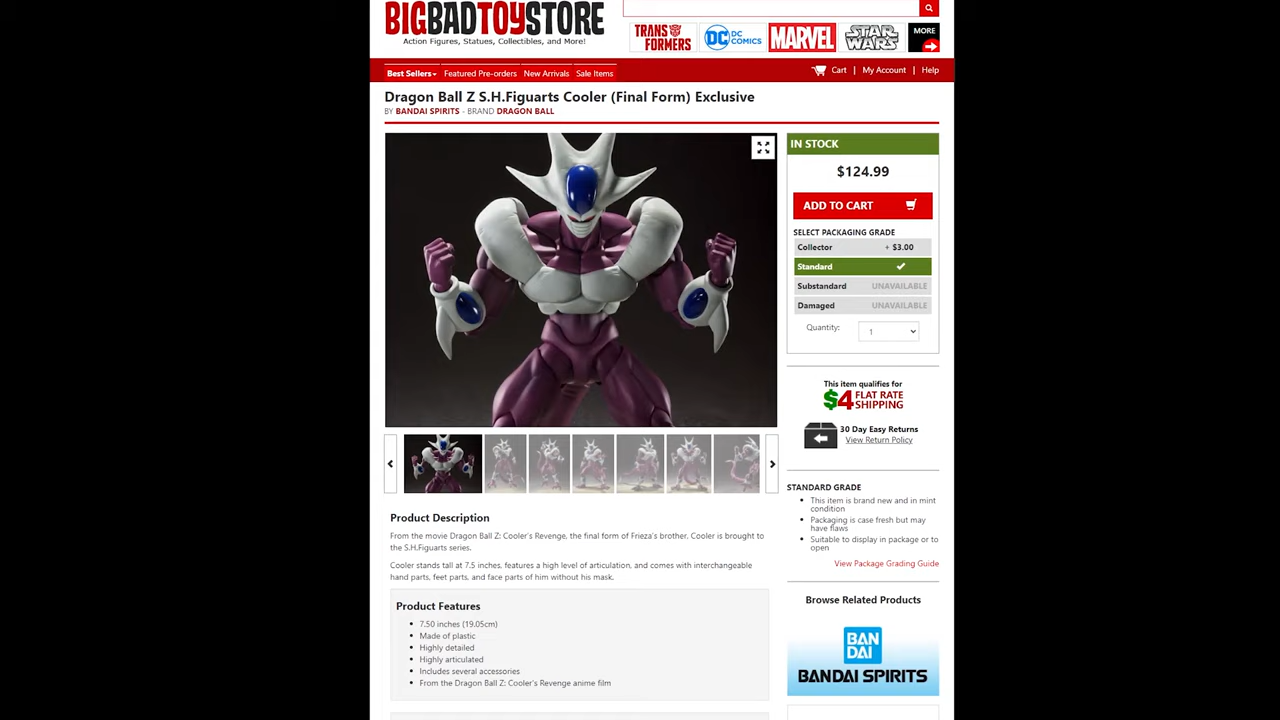 BIGBADTOYSTORE
Action Figures, Statues, Collectibles, and More!
TRANSFORMERS
DC DC COMICS
MARVEL
STAR WARS
MORE
Best Sellers
Featured Pre-orders
New Arrivals
Sale Items
Cart | My Account | Help
Dragon Ball Z S.H.Figuarts Cooler (Final Form) Exclusive
BY BANDAI SPIRITS - BRAND DRAGON BALL
IN STOCK
$124.99
ADD TO CART
SELECT PACKAGING GRADE
Collector + $3.00
Standard
Substandard UNAVAILABLE
Damaged UNAVAILABLE
Quantity: 1
This item qualifies for
$4 FLAT RATE SHIPPING
30 Day Easy Returns
View Return Policy
STANDARD GRADE
This item is brand new and in mint
condition
Packaging is case fresh but may
have flaws
Suitable to display in package or to
open
View Package Grading Guide
Browse Related Products
BAN
DAI
BANDAI SPIRITS
Product Description
From the movie Dragon Ball Z: Cooler's Revenge, the final form of Frieza's brother, Cooler is brought to
the S.H.Figuarts series.
Cooler stands tall at 7.5 inches, features a high level of articulation, and comes with interchangeable
hand parts, feet parts, and face parts of him without his mask.
Product Features
7.50 inches (19.05cm)
Made of plastic
Highly detailed
Highly articulated
Includes several accessories
From the Dragon Ball Z: Cooler's Revenge anime film